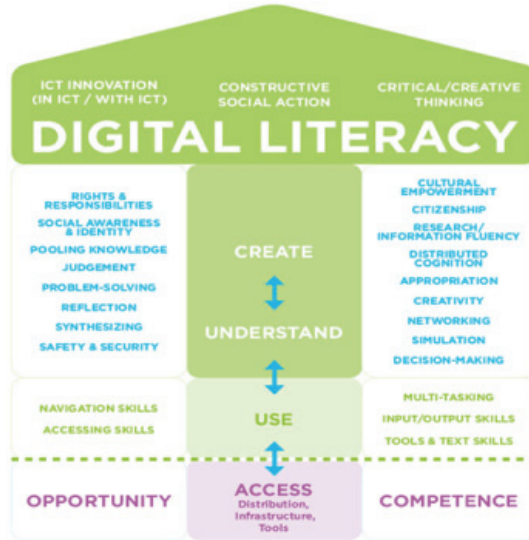 ICT INNOVATION
(IN ICT / WITH ICT)
CONSTRUCTIVE
SOCIAL ACTION
CRITICAL/CREATIVE
THINKING
DIGITAL LITERACY
RIGHTS &
RESPONSIBILITIES
SOCIAL AWARENESS
& IDENTITY
POOLING KNOWLEDGE
JUDGEMENT
PROBLEM-SOLVING
REFLECTION
SYNTHESIZING
SAFETY & SECURITY
CREATE
UNDERSTAND
CULTURAL
EMPOWERMENT
CITIZENSHIP
RESEARCH/
INFORMATION FLUENCY
DISTRIBUTED
COGNITION
APPROPRIATION
CREATIVITY
NETWORKING
SIMULATION
DECISION-MAKING
NAVIGATION SKILLS
ACCESSING SKILLS
USE
MULTI-TASKING
INPUT/OUTPUT SKILLS
TOOLS & TEXT SKILLS
OPPORTUNITY
ACCESS
Distribution,
Infrastructure,
Tools
COMPETENCE